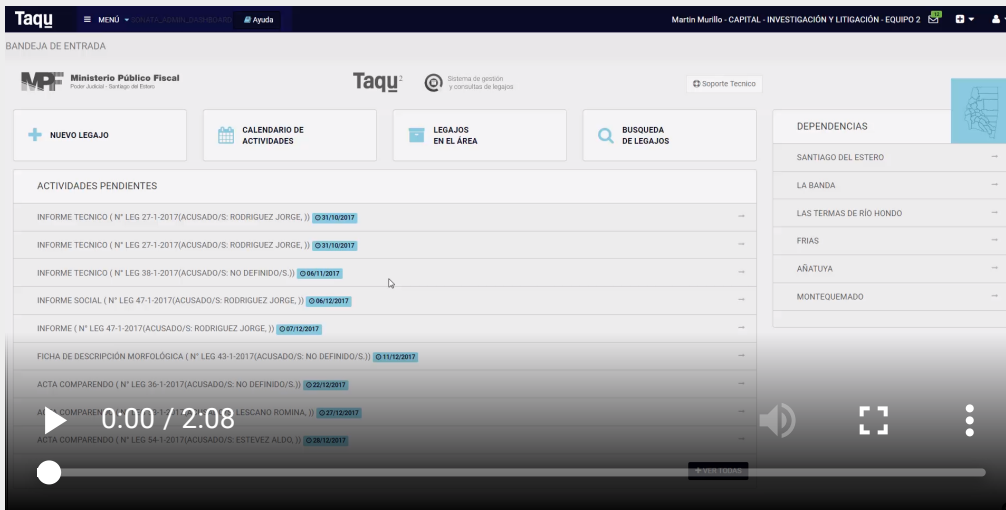 Taqu MENÚ SONATA_ADMIN_DASHBOARD Ayuda Martin Murillo - CAPITAL - INVESTIGACIÓN Y LITIGACIÓN - EQUIPO 2
BANDEJA DE ENTRADA
MPF Ministerio Público Fiscal
Poder Judicial - Santiago del Estero
Taqu²
Sistema de gestión
y consultas de legajos
Soporte Tecnico
NUEVO LEGAJO
CALENDARIO DE
ACTIVIDADES
LEGAJOS
EN EL ÁREA
BUSQUEDA
DE LEGAJOS
ACTIVIDADES PENDIENTES
INFORME TECNICO ( N° LEG 27-1-2017(ACUSADO/S: RODRIGUEZ JORGE, )) 31/10/2017
INFORME TECNICO ( N° LEG 27-1-2017(ACUSADO/S: RODRIGUEZ JORGE, )) 31/10/2017
INFORME TECNICO ( N° LEG 38-1-2017(ACUSADO/S: NO DEFINIDO/S.)) 06/11/2017
INFORME SOCIAL ( N° LEG 47-1-2017(ACUSADO/S: RODRIGUEZ JORGE, )) 06/12/2017
INFORME ( N° LEG 47-1-2017(ACUSADO/S: RODRIGUEZ JORGE, )) 07/12/2017
FICHA DE DESCRIPCIÓN MORFOLÓGICA ( N° LEG 43-1-2017(ACUSADO/S: NO DEFINIDO/S.)) 11/12/2017
ACTA COMPARENDO ( N° LEG 36-1-2017(ACUSADO/S: NO DEFINIDO/S.)) 22/12/2017
LESCANO ROMINA, )) 27/12/2017
ACTA COMPARENDO ( N° LEG 54-1-2017(ACUSADO/S: ESTEVEZ ALDO, )) 28/12/2017
VER TODAS
DEPENDENCIAS
SANTIAGO DEL ESTERO
LA BANDA
LAS TERMAS DE RÍO HONDO
FRIAS
AÑATUYA
MONTEQUEMADO
0:00 / 2:08